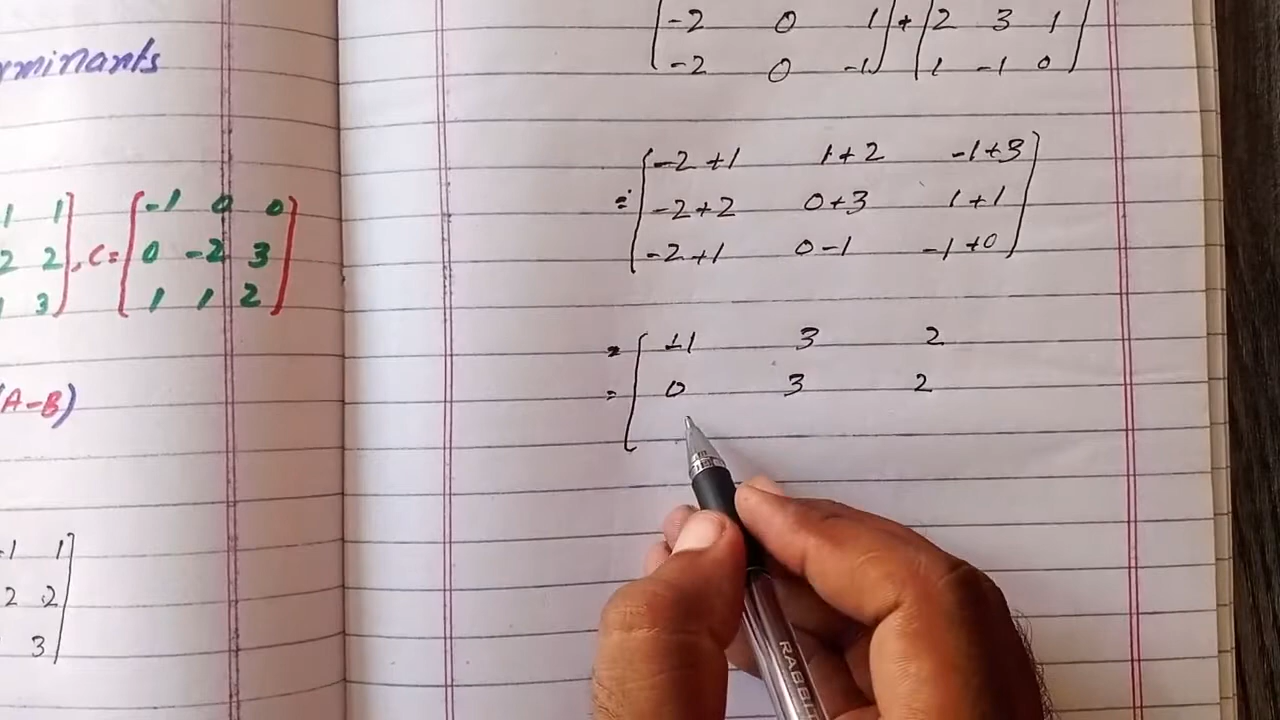 rminants
1 1
2 2
1 3
, C =
-1 0 0
0 -2 3
1 1 2
(A-B)
-1 1
2 2
3
-2 0 1 + 2 3 1
-2 0 -1 1 -1 0
= -2+1 1+2 -1+3
-2+2 0+3 1+1
-2+1 0-1 -1+0
= 3 2
= 0 3 2
RABBIT